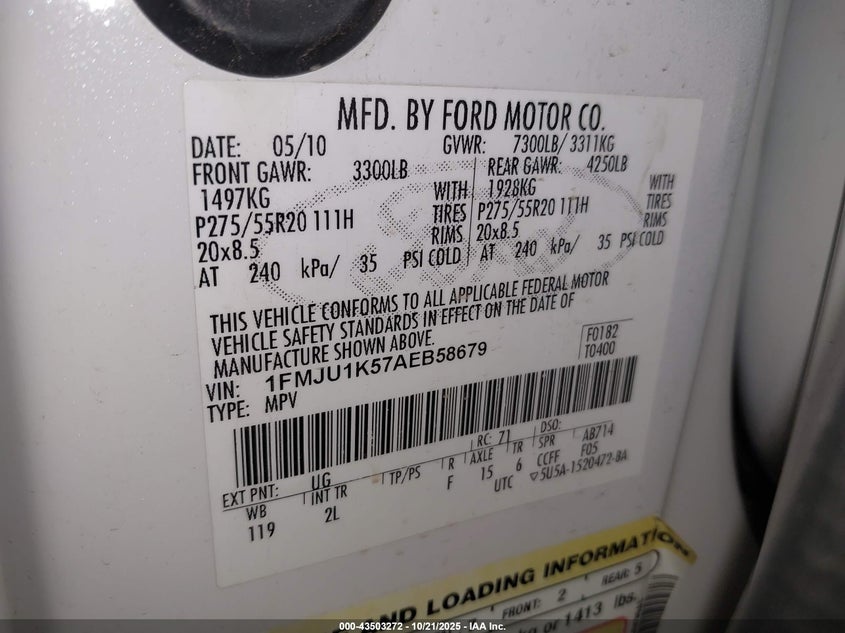 MFD. BY FORD MOTOR CO.
DATE: 05/10 GVWR: 7300LB/ 3311KG
FRONT GAWR: 3300LB REAR GAWR: 4250LB
1497KG WITH 1928KG WITH
P275/55R20 111H TIRES P275/55R20 111H TIRES
20x8.5 RIMS 20x8.5 RIMS
AT 240 kPa/ 35 PSI COLD AT 240 kPa/ 35 PSI COLD
THIS VEHICLE CONFORMS TO ALL APPLICABLE FEDERAL MOTOR
VEHICLE SAFETY STANDARDS IN EFFECT ON THE DATE OF
MANUFACTURE SHOWN ABOVE.
F0182
VIN: 1FMJU1K57AEB58679
T0400
TYPE: MPV
RC: 71 DSO:
EXT PNT: UG AXLE TR SPR AB714
WB INT TR TP/PS R 15 6 CCFF F05
119 2L F UTC ▽5U5A-1520472-BA
AND LOADING INFORMATION
FRONT: 2 REAR: 5
kg or 1413 lbs.
000-43503272 - 10/21/2025 - IAA Inc.